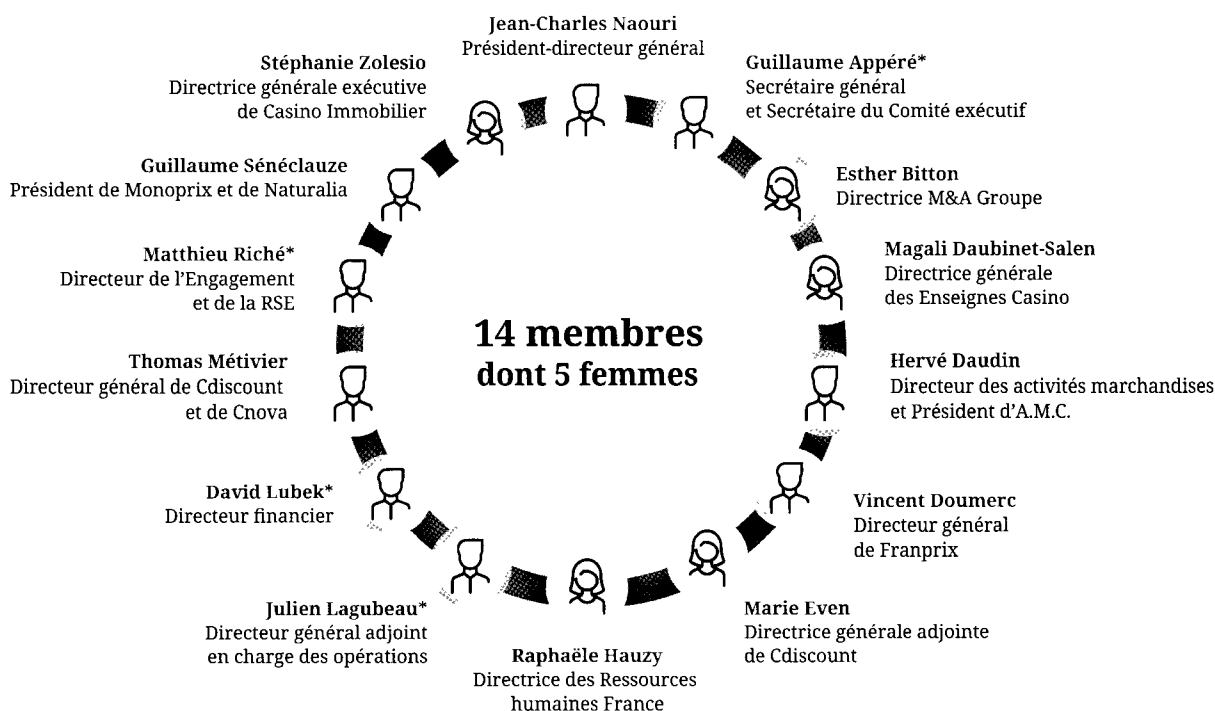 Jean-Charles Naouri
Président-directeur général
Guillaume Appéré*
Secrétaire général
et Secrétaire du Comité exécutif
Esther Bitton
Directrice M&A Groupe
Magali Daubinet-Salen
Directrice générale
des Enseignes Casino
Hervé Daudin
Directeur des activités marchandises
et Président d'A.M.C.
Vincent Doumerc
Directeur général
de Franprix
Marie Even
Directrice générale adjointe
de Cdiscount
Raphaële Hauzy
Directrice des Ressources
humaines France
Julien Lagubeau*
Directeur général adjoint
en charge des opérations
David Lubek*
Directeur financier
Thomas Métivier
Directeur général de Cdiscount
et de Cnova
Matthieu Riché*
Directeur de l'Engagement
et de la RSE
Guillaume Sénéclauze
Président de Monoprix et de Naturalia
Stéphanie Zolesio
Directrice générale exécutive
de Casino Immobilier
14 membres
dont 5 femmes